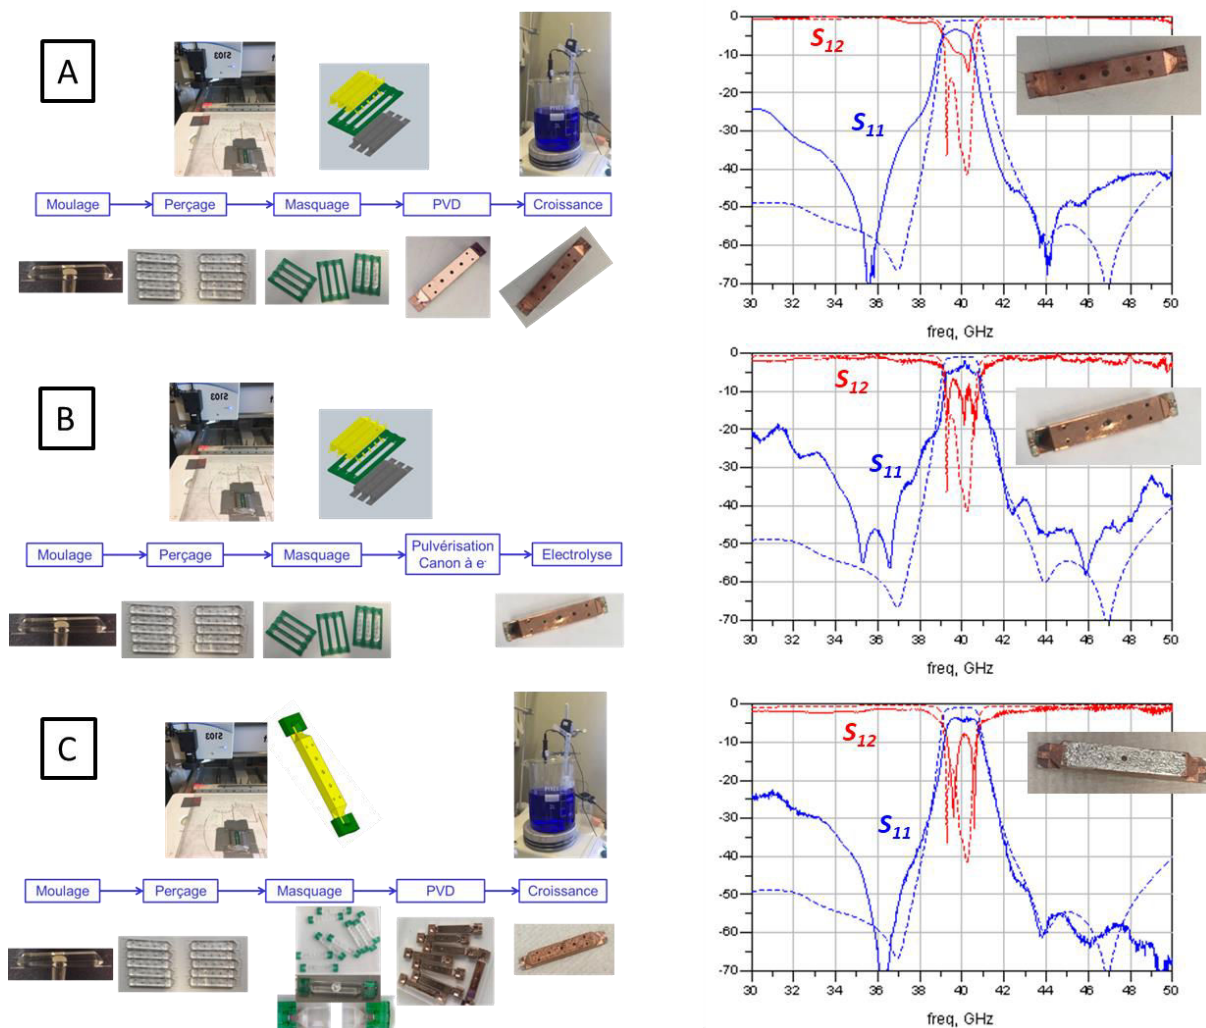 A
Moulage
Perçage
Masquage
PVD
Croissance
S12
S11
0
-10
-20
-30
-40
-50
-60
-70
30 32 34 36 38 40 42 44 46 48 50
freq, GHz
B
Moulage
Perçage
Masquage
Pulvérisation
Canon à e-
Electrolyse
S12
S11
0
-10
-20
-30
-40
-50
-60
-70
30 32 34 36 38 40 42 44 46 48 50
freq, GHz
C
Moulage
Perçage
Masquage
PVD
Croissance
S12
S11
0
-10
-20
-30
-40
-50
-60
-70
30 32 34 36 38 40 42 44 46 48 50
freq, GHz